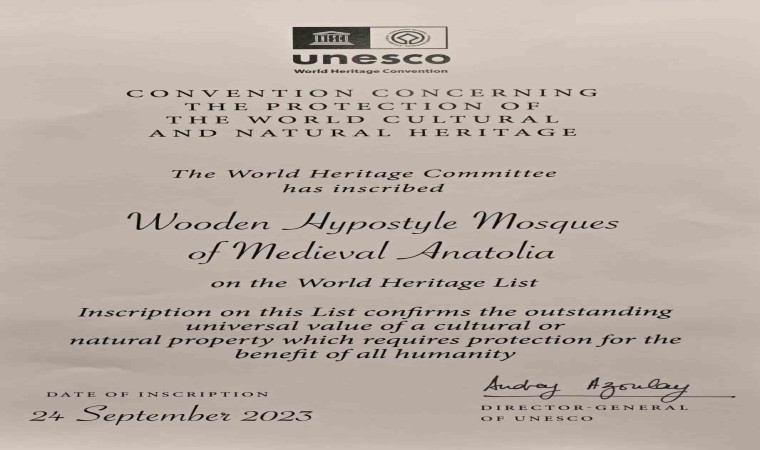 UNESCO
unesco
World Heritage Convention
CONVENTION CONCERNING
THE PROTECTION OF
THE WORLD CULTURAL
AND NATURAL HERITAGE
The World Heritage Committee
has inscribed
Wooden Hypostyle Mosques
of Medieval Anatolia
on the World Heritage List
Inscription on this List confirms the outstanding
universal value of a cultural or
natural property which requires protection for the
benefit of all humanity
DATE OF INSCRIPTION
24 September 2023
Audrey Azoulay
DIRECTOR-GENERAL
OF UNESCO